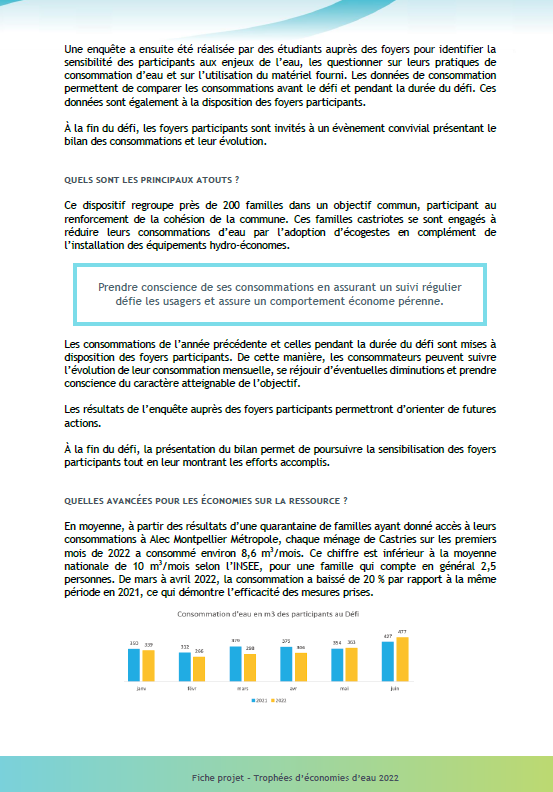 Une enquête a ensuite été réalisée par des étudiants auprès des foyers pour identifier la
sensibilité des participants aux enjeux de l’eau, les questionner sur leurs pratiques de
consommation d’eau et sur l’utilisation du matériel fourni. Les données de consommation
permettent de comparer les consommations avant le défi et pendant la durée du défi. Ces
données sont également à la disposition des foyers participants.
À la fin du défi, les foyers participants sont invités à un évènement convivial présentant le
bilan des consommations et leur évolution.
QUELS SONT LES PRINCIPAUX ATOUTS ?
Ce dispositif regroupe près de 200 familles dans un objectif commun, participant au
renforcement de la cohésion de la commune. Ces familles castriotes se sont engagés à
réduire leurs consommations d’eau par l’adoption d’écogestes en complément de
l’installation des équipements hydro-économes.
Prendre conscience de ses consommations en assurant un suivi régulier
défie les usagers et assure un comportement économe pérenne.
Les consommations de l’année précédente et celles pendant la durée du défi sont mises à
disposition des foyers participants. De cette manière, les consommateurs peuvent suivre
l’évolution de leur consommation mensuelle, se réjouir d’éventuelles diminutions et prendre
conscience du caractère atteignable de l’objectif.
Les résultats de l’enquête auprès des foyers participants permettront d’orienter de futures
actions.
À la fin du défi, la présentation du bilan permet de poursuivre la sensibilisation des foyers
participants tout en leur montrant les efforts accomplis.
QUELLES AVANCÉES POUR LES ÉCONOMIES SUR LA RESSOURCE ?
En moyenne, à partir des résultats d’une quarantaine de familles ayant donné accès à leurs
consommations à Alec Montpellier Métropole, chaque ménage de Castries sur les premiers
mois de 2022 a consommé environ 8,6 m³/mois. Ce chiffre est inférieur à la moyenne
nationale de 10 m³/mois selon l’INSEE, pour une famille qui compte en général 2,5
personnes. De mars à avril 2022, la consommation a baissé de 20 % par rapport à la même
période en 2021, ce qui démontre l’efficacité des mesures prises.
Consommation d'eau en m3 des participants au Défi
339 332 298 427 477
janv févr mars avr mai juin
2021 2022
Fiche projet – Trophées d’économies d’eau 2022